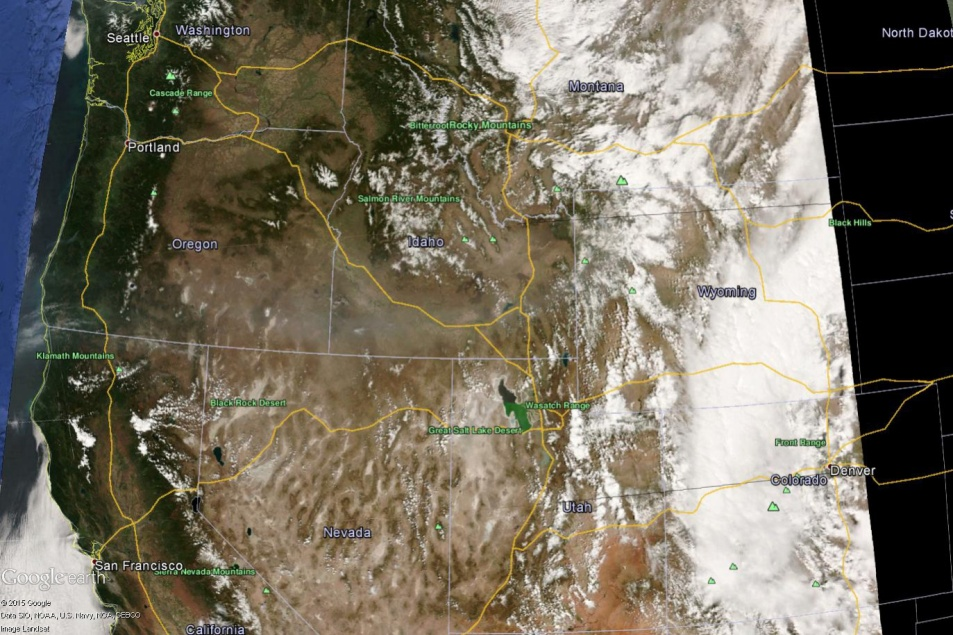 Seattle
Washington
North Dakot
Cascade Range
Montana
Bitterroot
Rocky Mountains
Portland
Salmon River Mountains
Black Hills
Oregon
Idaho
Wyoming
Klamath Mountains
Black Rock Desert
Wasatch Range
Great Salt Lake Desert
Front Range
Denver
Colorado
Utah
Nevada
San Francisco
Sierra Nevada Mountains
Google earth
© 2015 Google
Data SIO, NOAA, U.S. Navy, NGA, GEBCO
Image Landsat
California